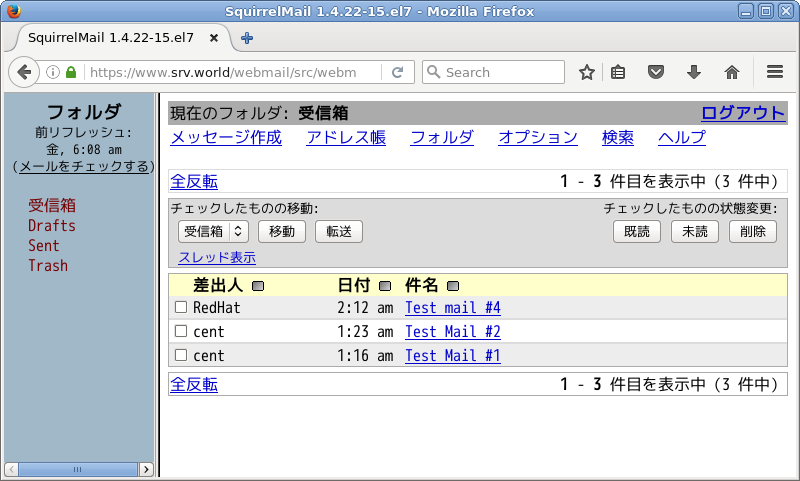 SquirrelMail 1.4.22-15.el7 - Mozilla Firefox
SquirrelMail 1.4.22-15.el7
https://www.srv.world/webmail/src/webm
Search
フォルダ
前リフレッシュ:
金, 6:08 am
(メールをチェックする)
受信箱
Drafts
Sent
Trash
現在のフォルダ: 受信箱 ログアウト
メッセージ作成 アドレス帳 フォルダ オプション 検索 ヘルプ
全反転 1 - 3 件目を表示中 (3 件中)
チェックしたものの移動: チェックしたものの状態変更:
受信箱 移動 転送 既読 未読 削除
スレッド表示
差出人 日付 件名
RedHat 2:12 am Test mail #4
cent 1:23 am Test Mail #2
cent 1:16 am Test Mail #1
全反転 1 - 3 件目を表示中 (3 件中)